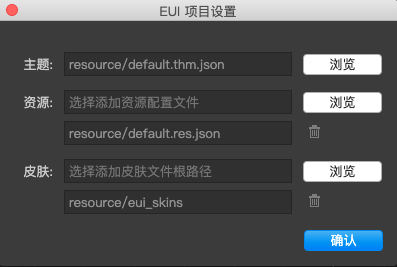 EUI 项目设置
主题: resource/default.thm.json 浏览
资源: 选择添加资源配置文件 浏览
resource/default.res.json
皮肤: 选择添加皮肤文件根路径 浏览
resource/eui_skins
确认